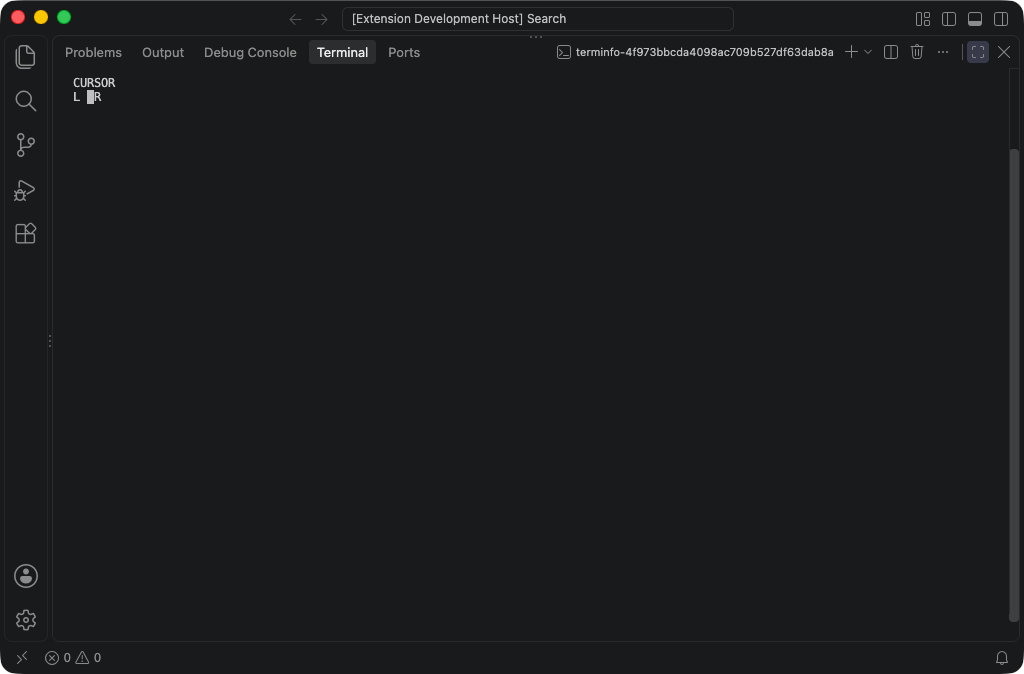 [Extension Development Host] Search
Problems Output Debug Console Terminal Ports terminfo-4f973bbcda4098ac709b527df63dab8a
CURSOR
L R
0 0